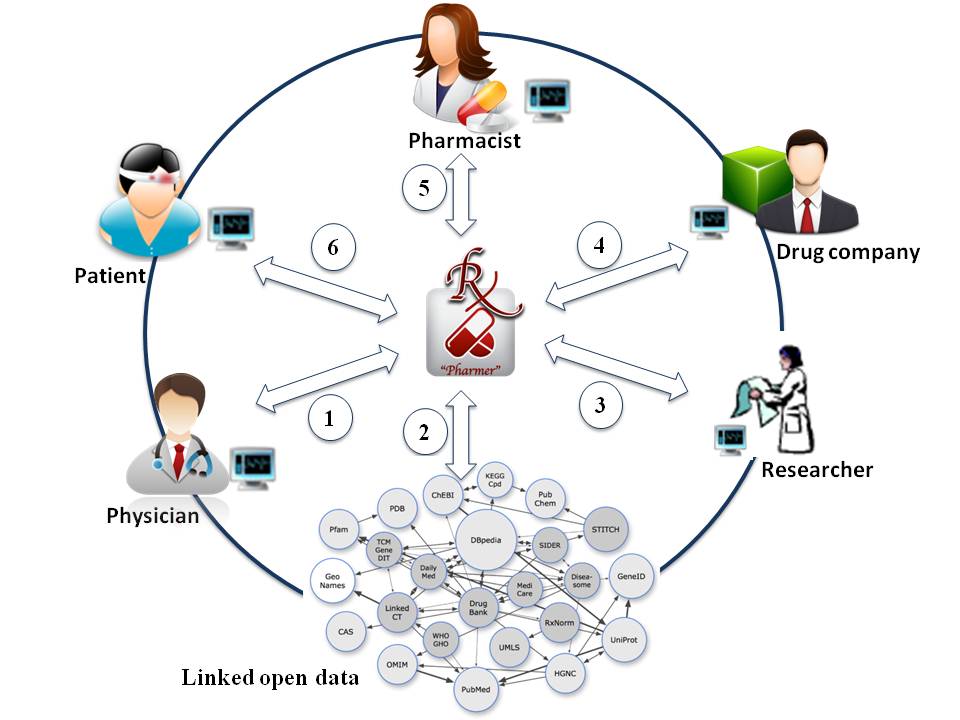 Pharmacist
5
4
Drug company
6
Patient
Rx
"Pharmer"
1
2
3
Researcher
Physician
KEGG
Cpd
ChEBI
Pub
Chem
PDB
Pfam
STITCH
DBpedia
TCM
Gene
DIT
SIDER
Daily
Med
Geo
Names
Medi
Care
Disea-
some
GeneID
Linked
CT
Drug
Bank
RxNorm
CAS
WHO
GHO
UMLS
UniProt
OMIM
HGNC
PubMed
Linked open data